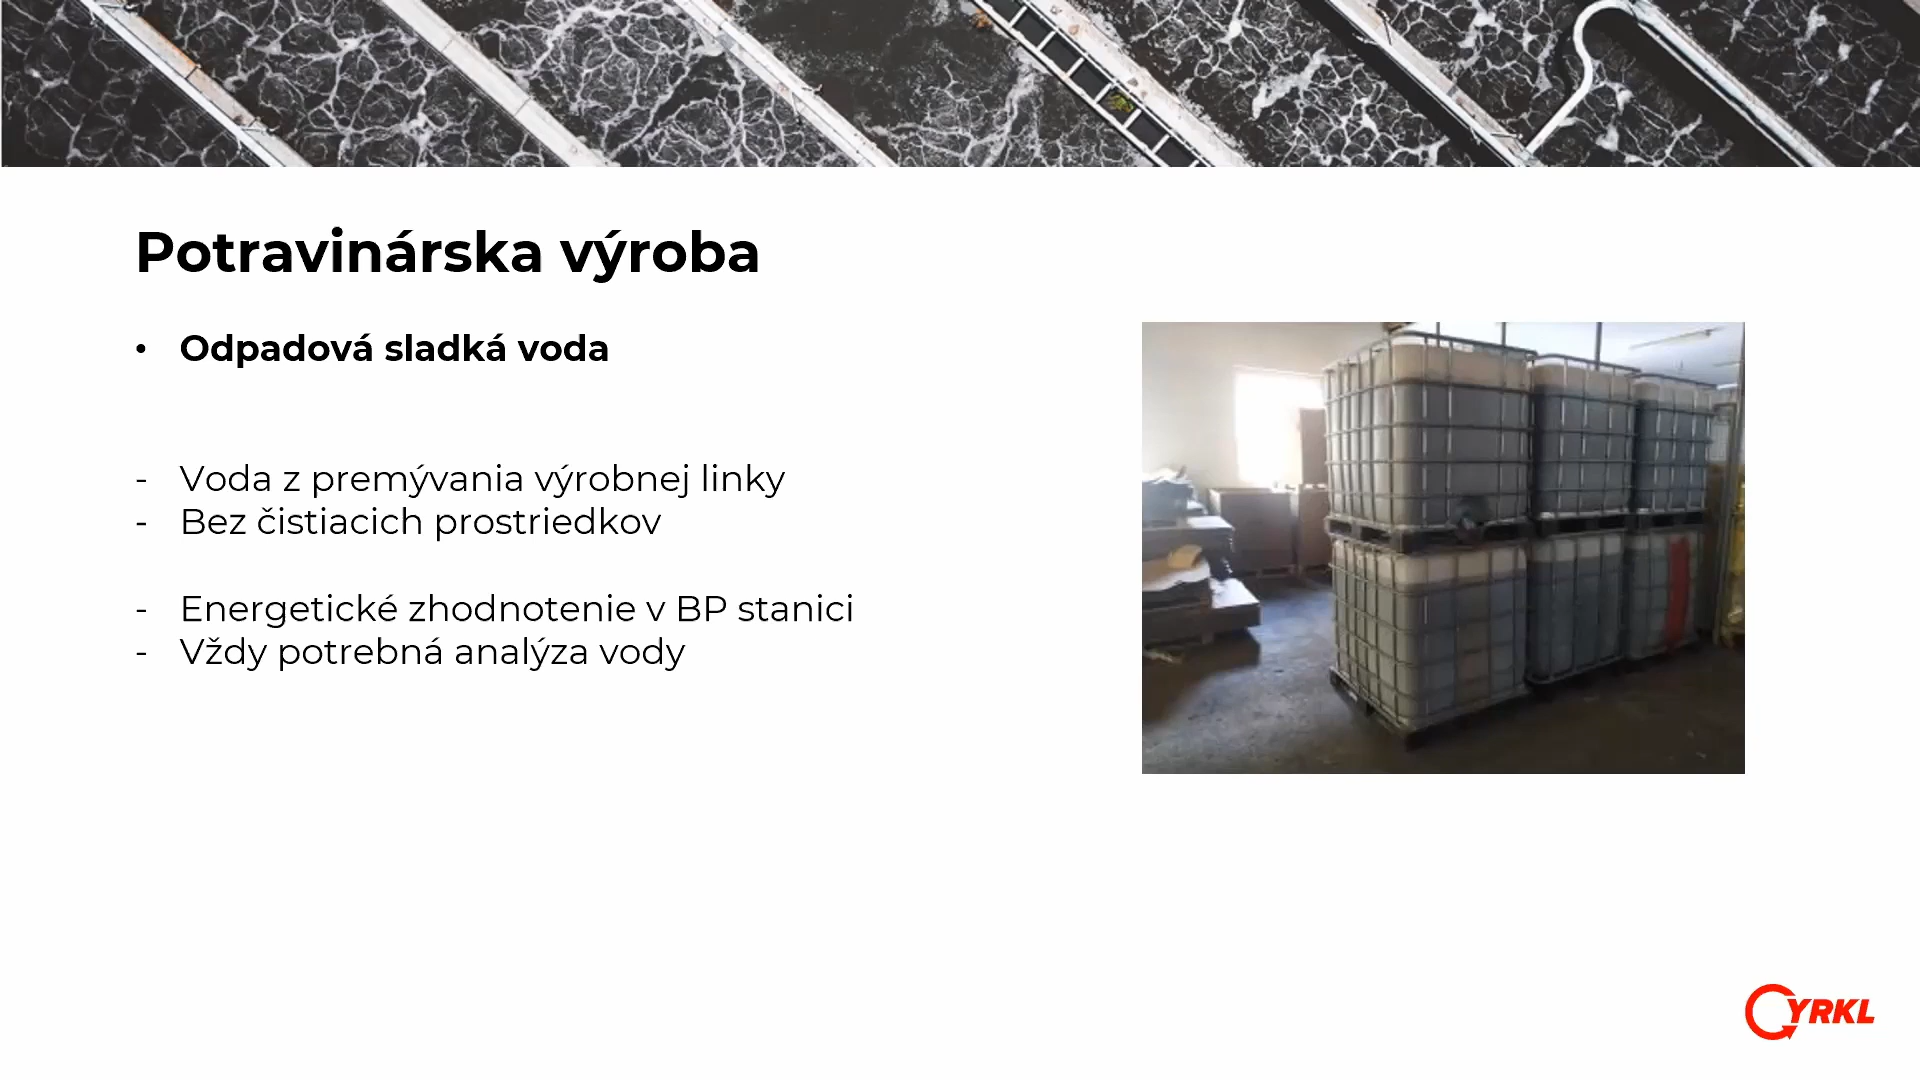 Potravinárska výroba
• Odpadová sladká voda
- Voda z premývania výrobnej linky
- Bez čistiacich prostriedkov
- Energetické zhodnotenie v BP stanici
- Vždy potrebná analýza vody
CYRKL